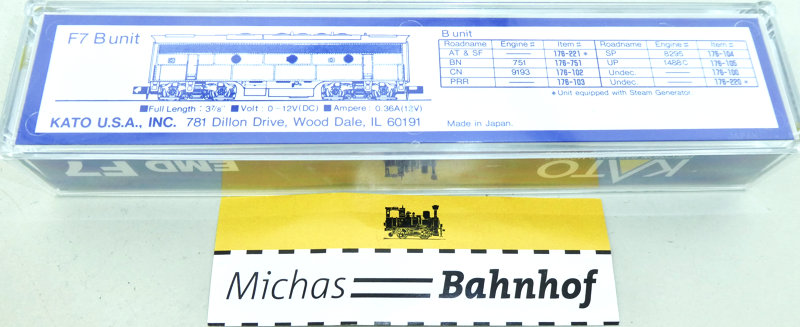 F7 B unit
Full Length : 3⅞" Volt : 0-12V(DC) Ampere : 0.36A(12V)
KATO U.S.A., INC. 781 Dillon Drive, Wood Dale, IL 60191
B unit
Roadname Engine # Item # Roadname Engine # Item #
AT & SF 176-221 * SP 8295 176-104
BN 751 176-751 UP 1488C 176-105
CN 9193 176-102 Undec. 176-100
PRR 176-103 Undec. 176-220 *
* Unit equipped with Steam Generator
Made in Japan.
EMD F7
KATO
Michas Bahnhof